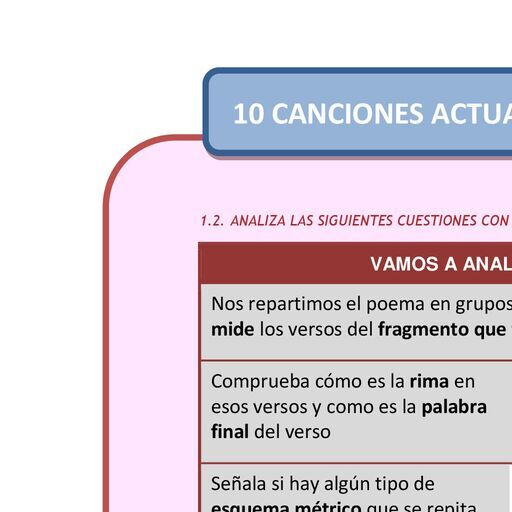 10 CANCIONES ACTUA
1.2. ANALIZA LAS SIGUIENTES CUESTIONES CON
VAMOS A ANAL
Nos repartimos el poema en grupos
mide los versos del fragmento que
Comprueba cómo es la rima en
esos versos y como es la palabra
final del verso
Señala si hay algún tipo de
esquema métrico que se repita